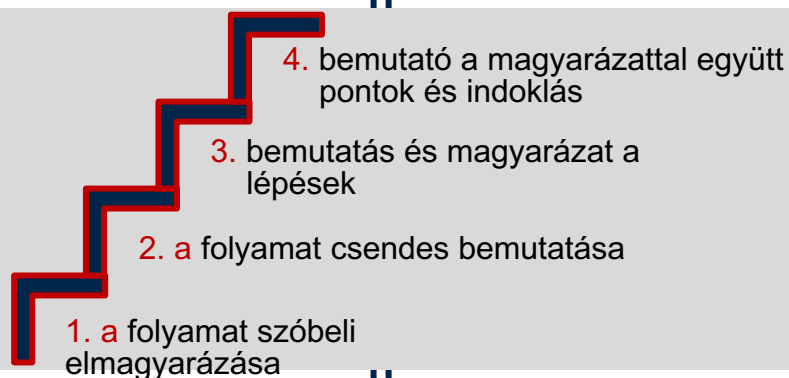 4. bemutató a magyarázattal együtt
pontok és indoklás
3. bemutatás és magyarázat a
lépések
2. a folyamat csendes bemutatása
1. a folyamat szóbeli
elmagyarázása